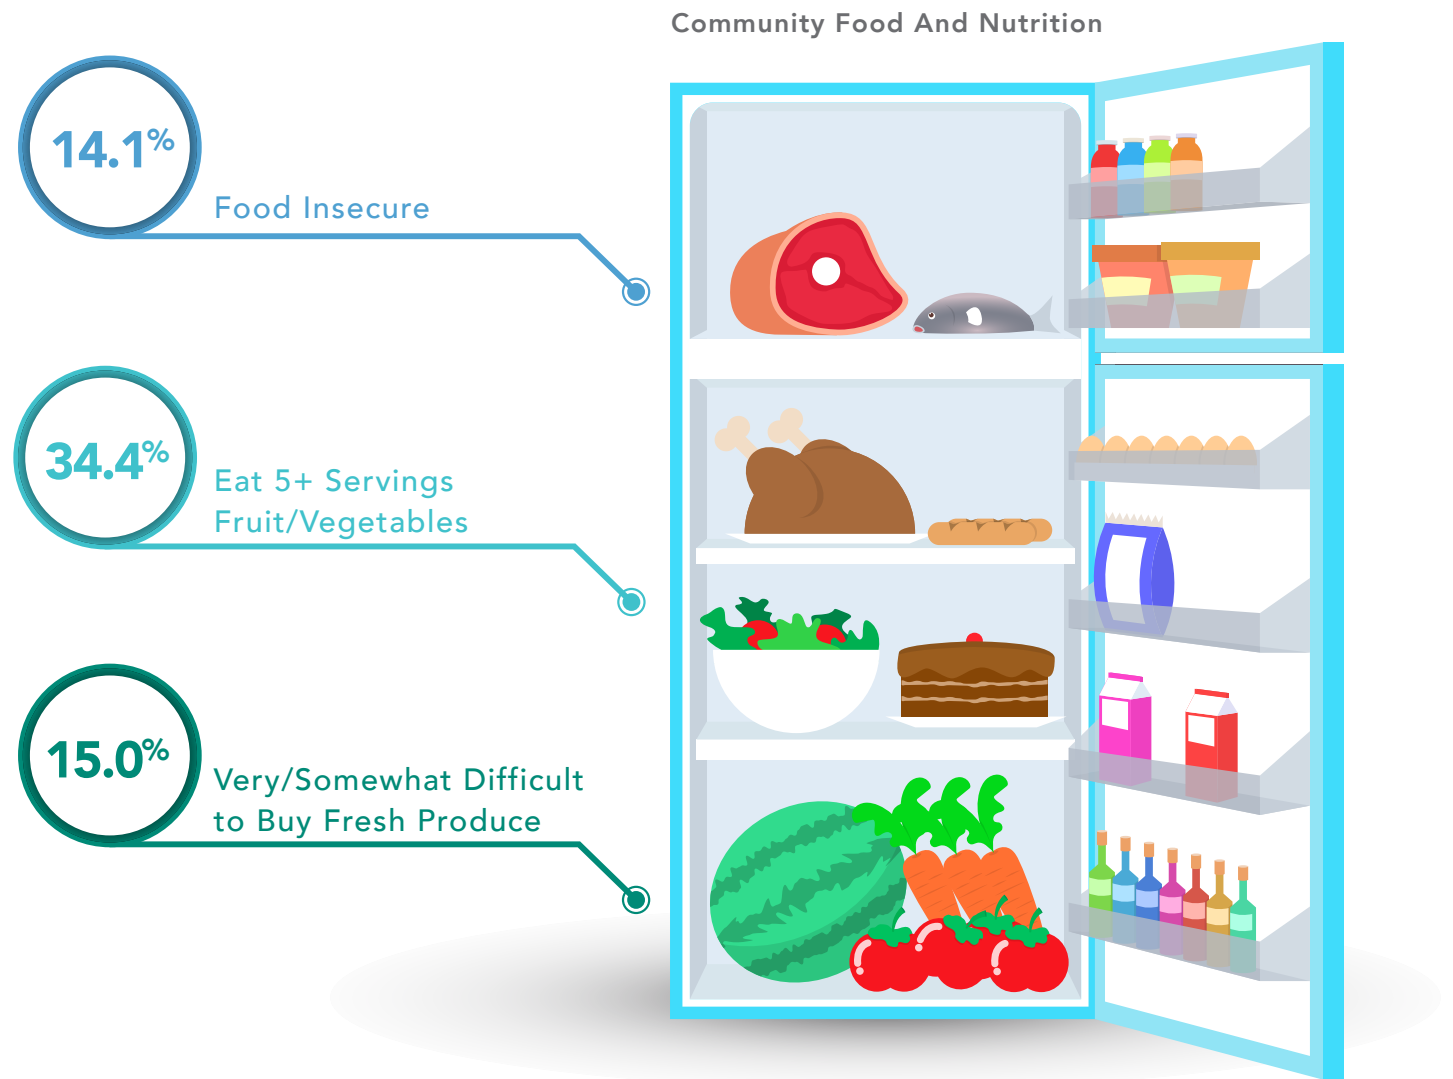 Community Food And Nutrition
14.1%
Food Insecure
34.4%
Eat 5+ Servings
Fruit/Vegetables
15.0%
Very/Somewhat Difficult
to Buy Fresh Produce